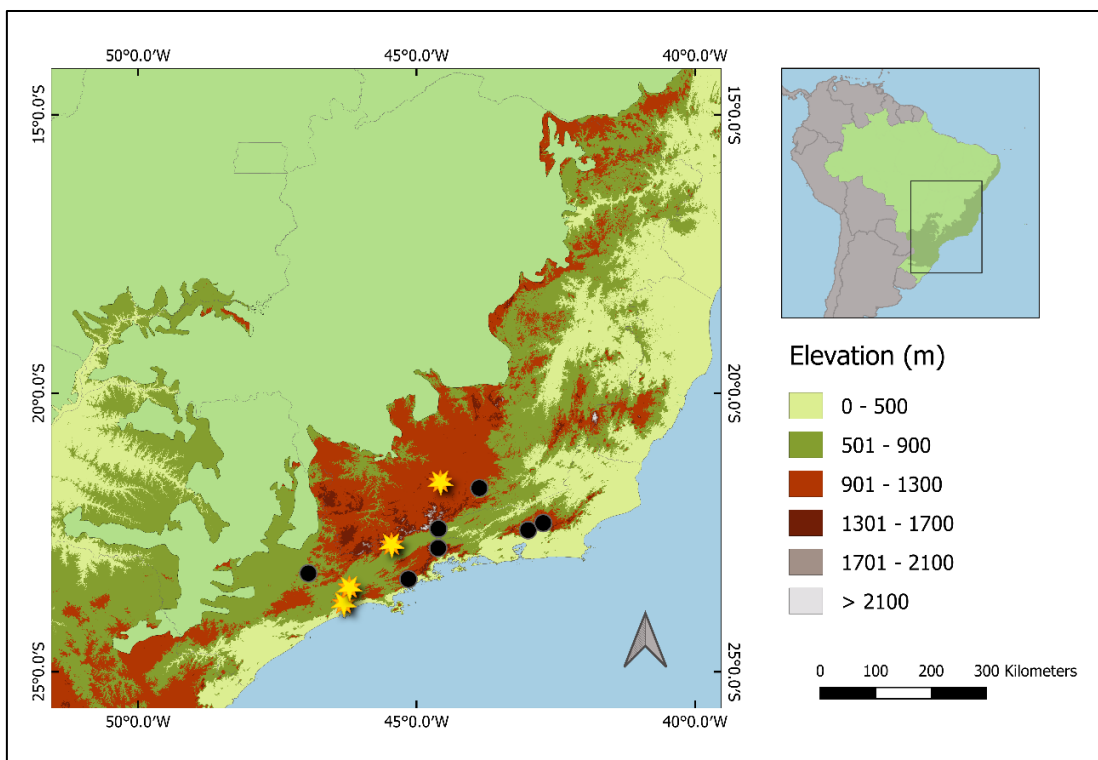 50°0.0'W 45°0.0'W 40°0.0'W
15°0.0'S 15°0.0'S
20°0.0'S 20°0.0'S
25°0.0'S 25°0.0'S
50°0.0'W 45°0.0'W 40°0.0'W
Elevation (m)
0 - 500
501 - 900
901 - 1300
1301 - 1700
1701 - 2100
> 2100
0 100 200 300 Kilometers